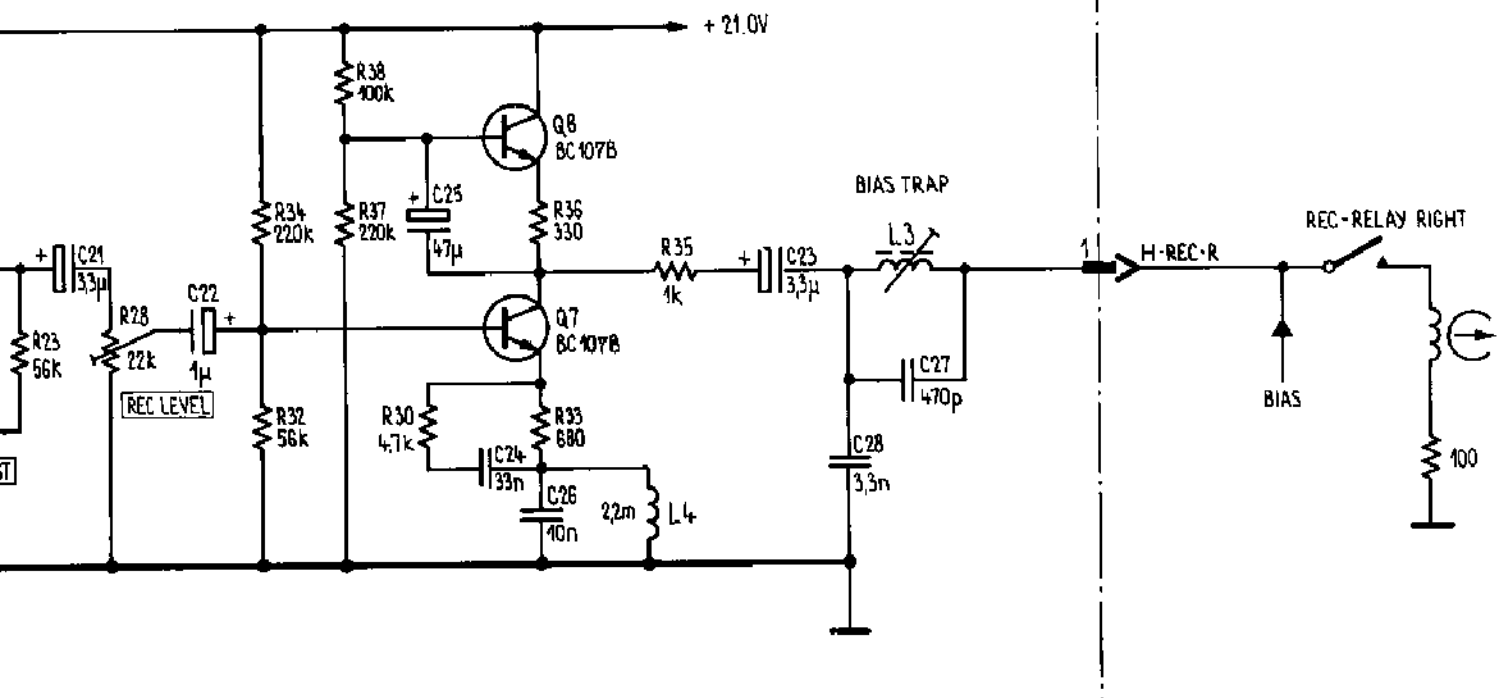 + 21.0V
R38
100k
Q8
BC107B
R34
220k
R37
220k
+
C25
47μ
R36
330
BIAS TRAP
L3
REC-RELAY RIGHT
+
C21
3,3μ
R35
1k
+
C23
3,3μ
1
H-REC-R
C22
+
1μ
R28
22k
REC LEVEL
R23
56k
Q7
BC107B
C27
470p
BIAS
R32
56k
R30
4,7k
R33
680
C24
33n
C26
10n
2,2m
L4
C28
3,3n
100
ST